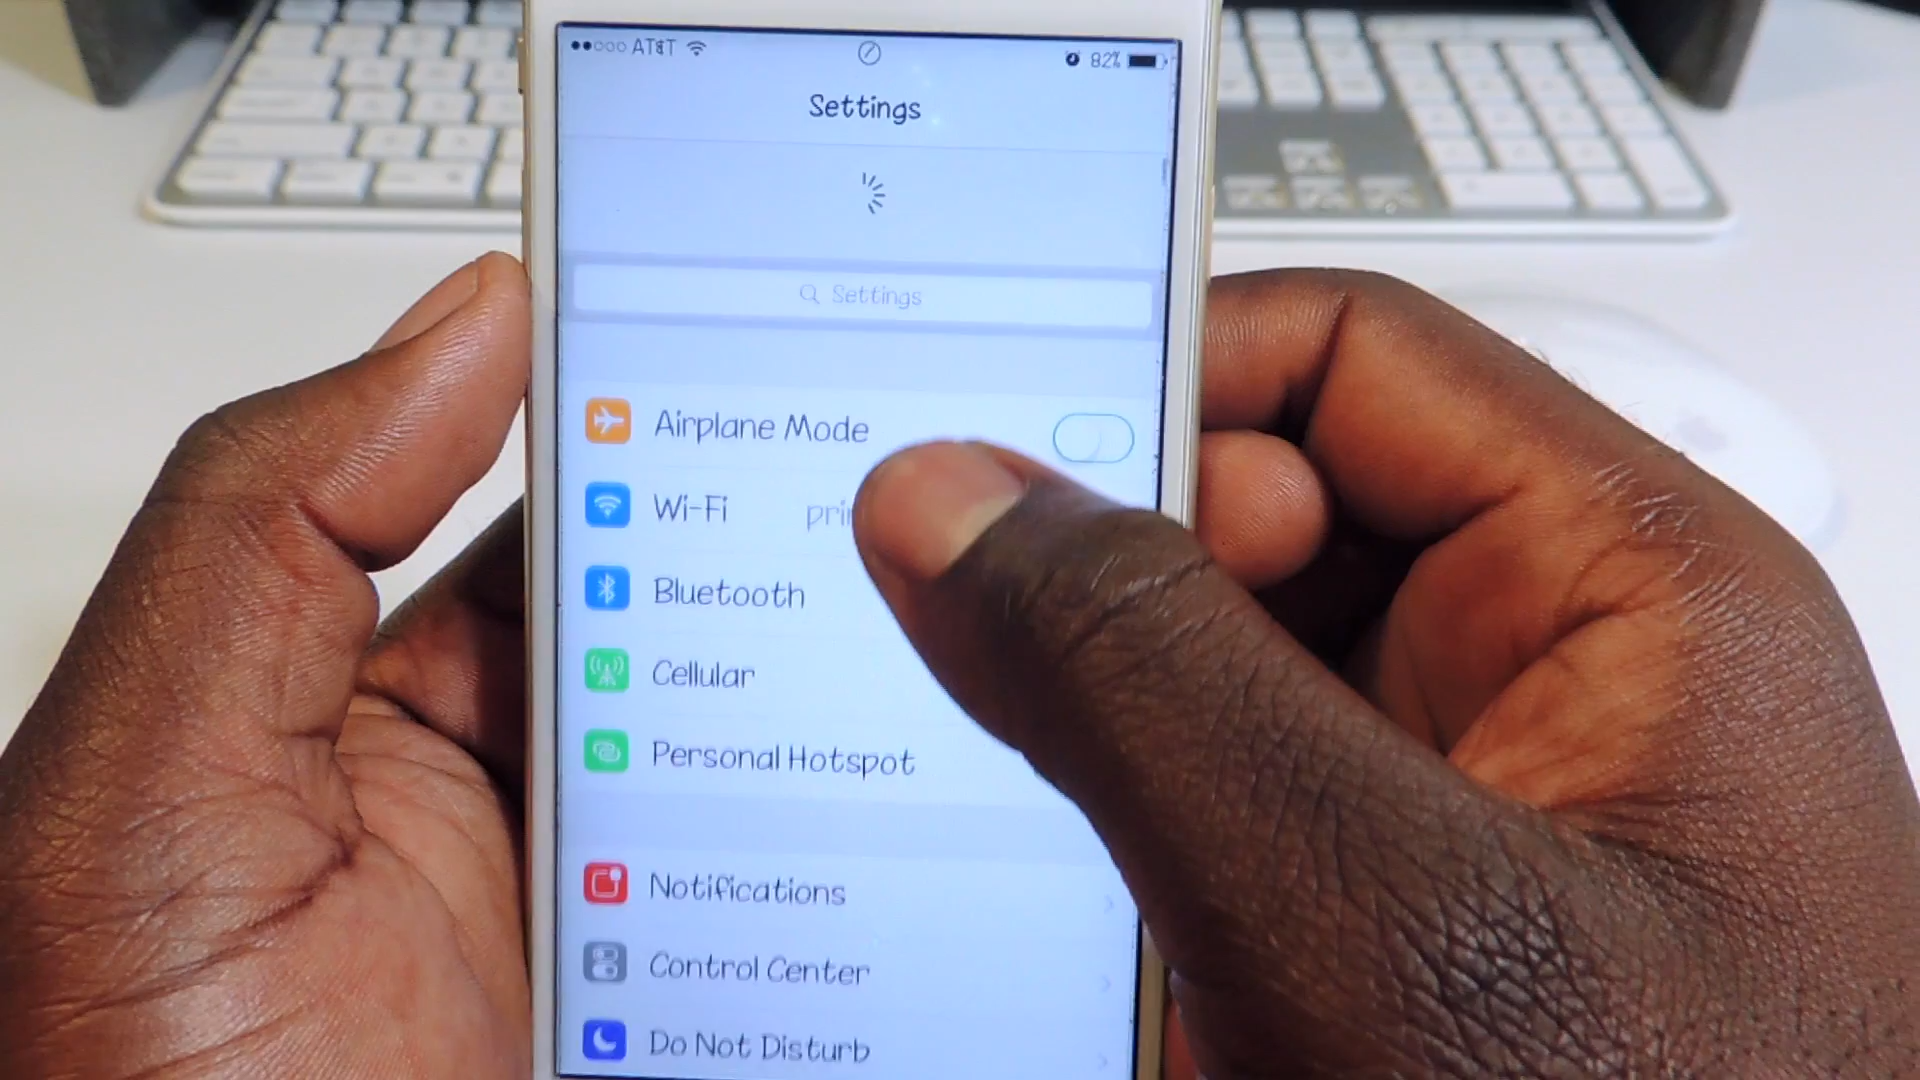 AT&T 82%
Settings
Settings
Airplane Mode
Wi-Fi
Bluetooth
Cellular
Personal Hotspot
Notifications
Control Center
Do Not Disturb